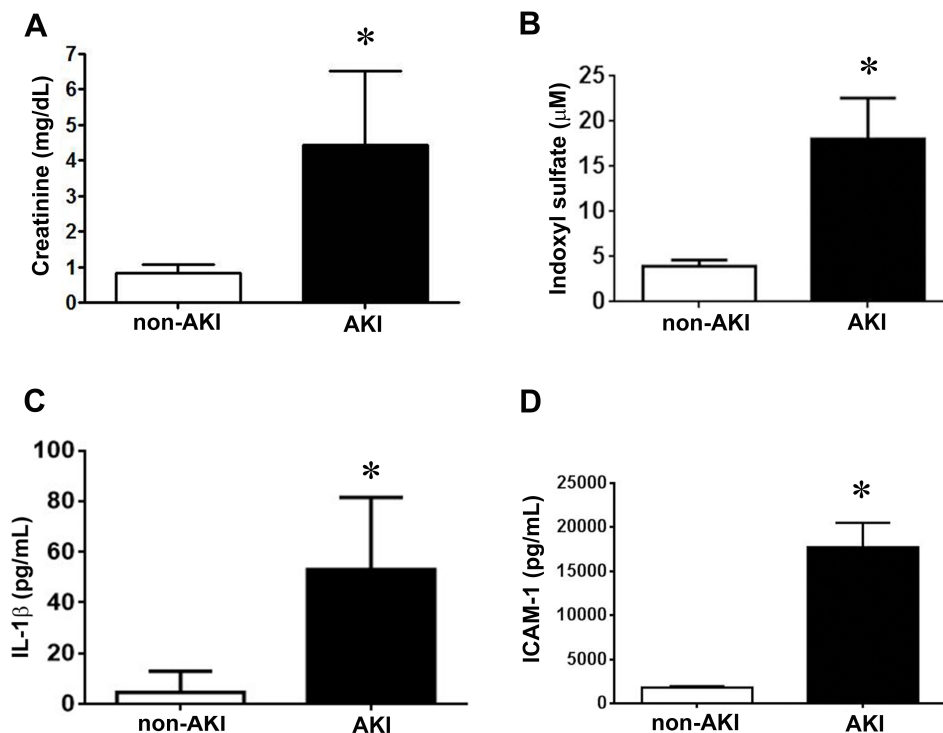 A
Creatinine (mg/dL)
7
6
5
4
3
2
1
0
*
non-AKI
AKI
B
Indoxyl sulfate (μM)
25
20
15
10
5
0
*
non-AKI
AKI
C
IL-1β (pg/mL)
100
80
60
40
20
0
*
non-AKI
AKI
D
ICAM-1 (pg/mL)
25000
20000
15000
10000
5000
0
*
non-AKI
AKI